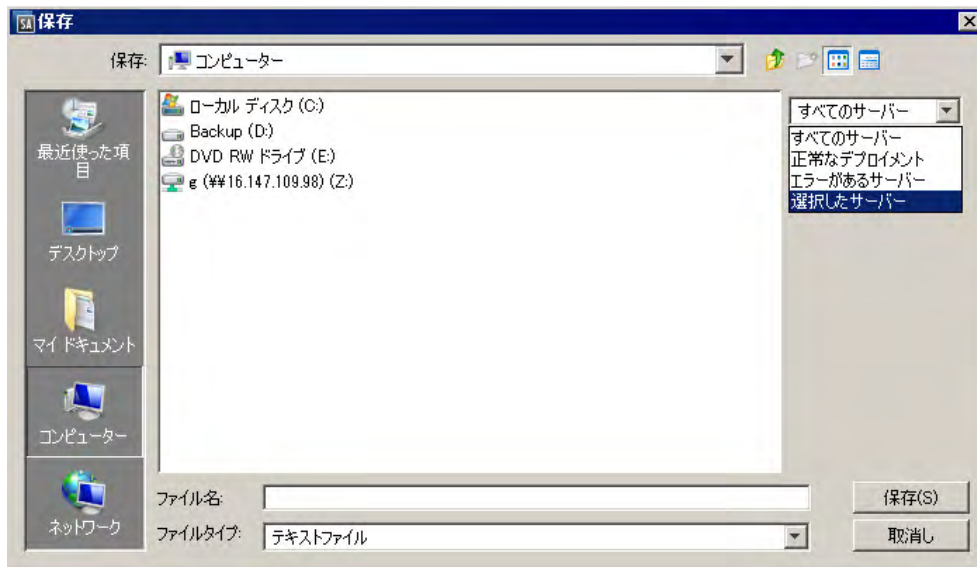 SA 保存
保存: コンピューター
ローカル ディスク (C:)
Backup (D:)
DVD RW ドライブ (E:)
g (¥¥16.147.109.98) (Z:)
すべてのサーバー
すべてのサーバー
正常なデプロイメント
エラーがあるサーバー
選択したサーバー
最近使った項
目
デスクトップ
マイ ドキュメント
コンピューター
ネットワーク
ファイル名:
保存(S)
ファイルタイプ: テキストファイル
取消し